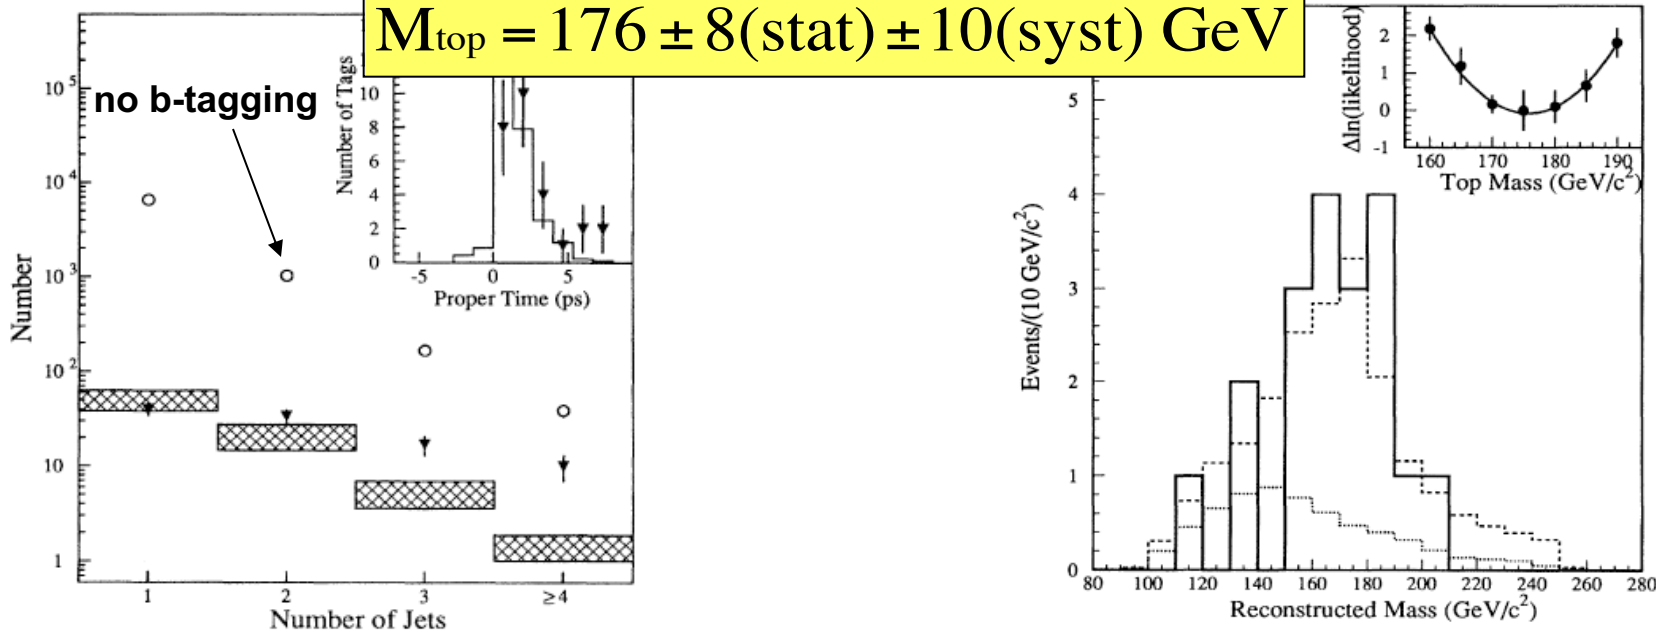 Mtop = 176 ± 8(stat) ± 10(syst) GeV
no b-tagging
Number
10^5
10^4
10^3
10^2
10
1
1 2 3 ≥4
Number of Jets
Number of Tags
10
8
6
4
2
0
-5 0 5
Proper Time (ps)
Events/(10 GeV/c^2)
5
4
3
2
1
0
80 100 120 140 160 180 200 220 240 260 280
Reconstructed Mass (GeV/c^2)
Δln(likelihood)
2
1
0
-1
160 170 180 190
Top Mass (GeV/c^2)